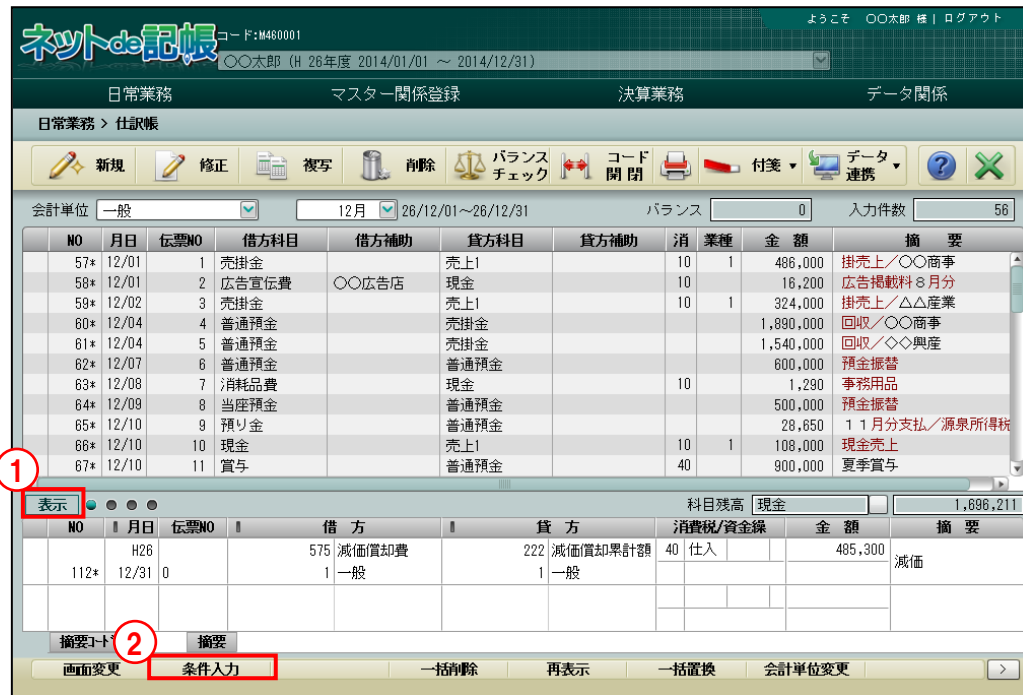 ようこそ 〇〇太郎 様 | ログアウト
ネットde記帳 コード:M460001
〇〇太郎 (H 26年度 2014/01/01 ～ 2014/12/31)
日常業務 マスター関係登録 決算業務 データ関係
日常業務 > 仕訳帳
新規 修正 複写 削除 バランスチェック コード開閉 付箋 データ連携
会計単位 一般 12月 26/12/01～26/12/31 バランス 0 入力件数 56
NO 月日 伝票NO 借方科目 借方補助 貸方科目 貸方補助 消 業種 金 額 摘 要
57* 12/01 1 売掛金 売上1 10 1 486,000 掛売上／〇〇商事
58* 12/01 2 広告宣伝費 〇〇広告店 現金 10 16,200 広告掲載料８月分
59* 12/02 3 売掛金 売上1 10 1 324,000 掛売上／△△産業
60* 12/04 4 普通預金 売掛金 1,890,000 回収／〇〇商事
61* 12/04 5 普通預金 売掛金 1,540,000 回収／◇◇興産
62* 12/07 6 普通預金 普通預金 600,000 預金振替
63* 12/08 7 消耗品費 現金 10 1,290 事務用品
64* 12/09 8 当座預金 普通預金 500,000 預金振替
65* 12/10 9 預り金 普通預金 28,650 １１月分支払／源泉所得税
66* 12/10 10 現金 売上1 10 1 108,000 現金売上
67* 12/10 11 賞与 普通預金 40 900,000 夏季賞与
1
表示 科目残高 現金 1,696,211
NO 月日 伝票NO 借 方 貸 方 消費税/資金繰 金 額 摘 要
H26 575 減価償却費 222 減価償却累計額 40 仕入 485,300 減価
112* 12/31 0 1 一般 1 一般
摘要コード 2 摘要
画面変更 条件入力 一括削除 再表示 一括置換 会計単位変更 >